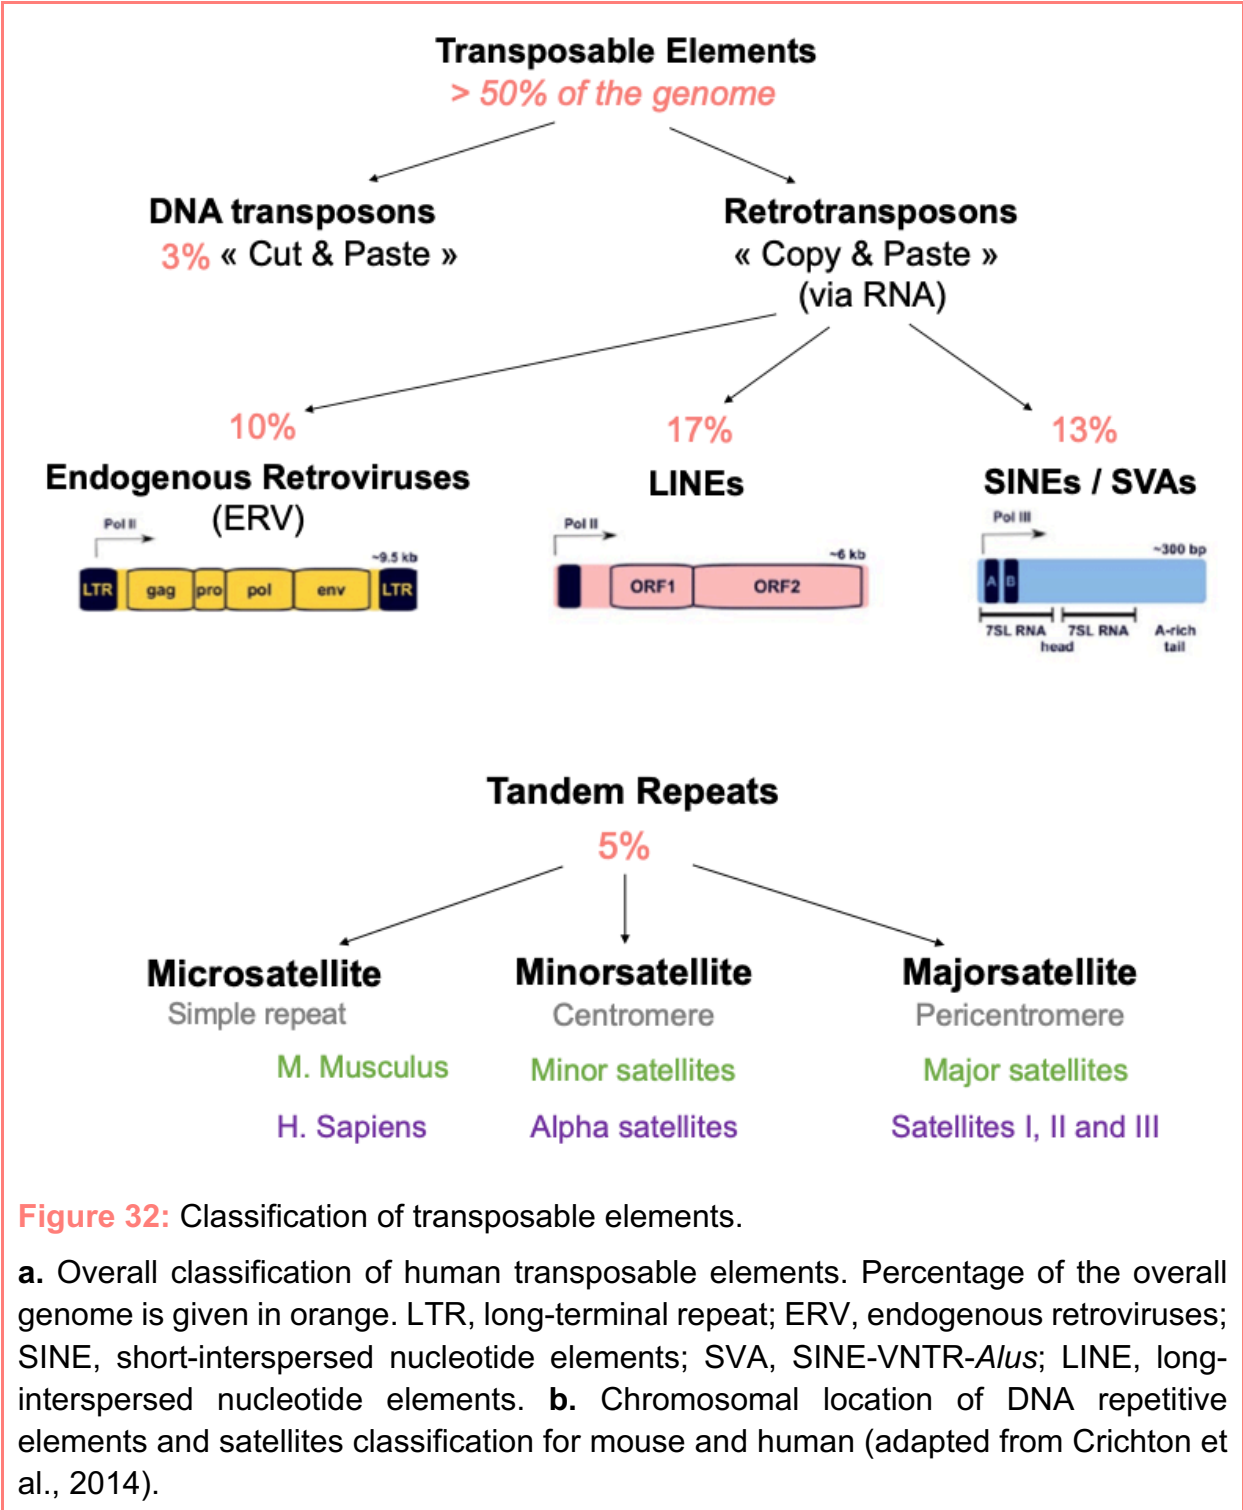 Transposable Elements
> 50% of the genome
DNA transposons
3% « Cut & Paste »
Retrotransposons
« Copy & Paste »
(via RNA)
10%
Endogenous Retroviruses
(ERV)
Pol II
~9.5 kb
LTR gag pro pol env LTR
17%
LINEs
Pol II
~6 kb
ORF1 ORF2
13%
SINEs / SVAs
Pol III
~300 bp
A B
7SL RNA 7SL RNA A-rich
head tail
Tandem Repeats
5%
Microsatellite
Simple repeat
Minorsatellite
Centromere
Majorsatellite
Pericentromere
M. Musculus Minor satellites Major satellites
H. Sapiens Alpha satellites Satellites I, II and III
Figure 32: Classification of transposable elements.
a. Overall classification of human transposable elements. Percentage of the overall
genome is given in orange. LTR, long-terminal repeat; ERV, endogenous retroviruses;
SINE, short-interspersed nucleotide elements; SVA, SINE-VNTR-Alus; LINE, long-
interspersed nucleotide elements. b. Chromosomal location of DNA repetitive
elements and satellites classification for mouse and human (adapted from Crichton et
al., 2014).